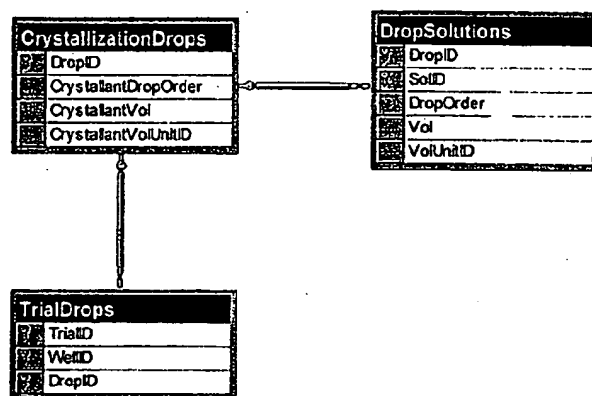 CrystallizationDrops
DropID
CrystallantDropOrder
CrystallantVol
CrystallantVolUnitID
DropSolutions
DropID
SolID
DropOrder
Vol
VolUnitID
TrialDrops
TrialID
WellID
DropID